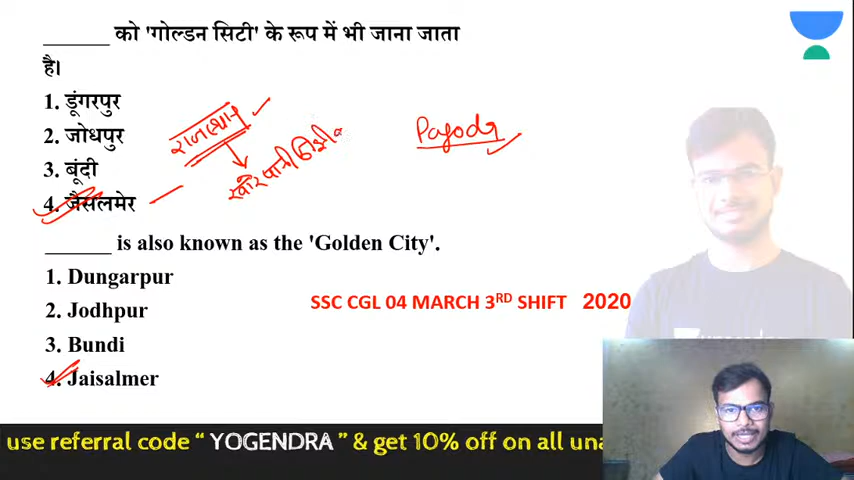 ______ को 'गोल्डन सिटी' के रूप में भी जाना जाता
है।
1. डूंगरपुर
2. जोधपुर
3. बूंदी
4. जैसलमेर
राजस्थान
Pagoda
______ is also known as the 'Golden City'.
1. Dungarpur
2. Jodhpur
3. Bundi
4. Jaisalmer
SSC CGL 04 MARCH 3RD SHIFT 2020
use referral code “ YOGENDRA ” & get 10% off on all una